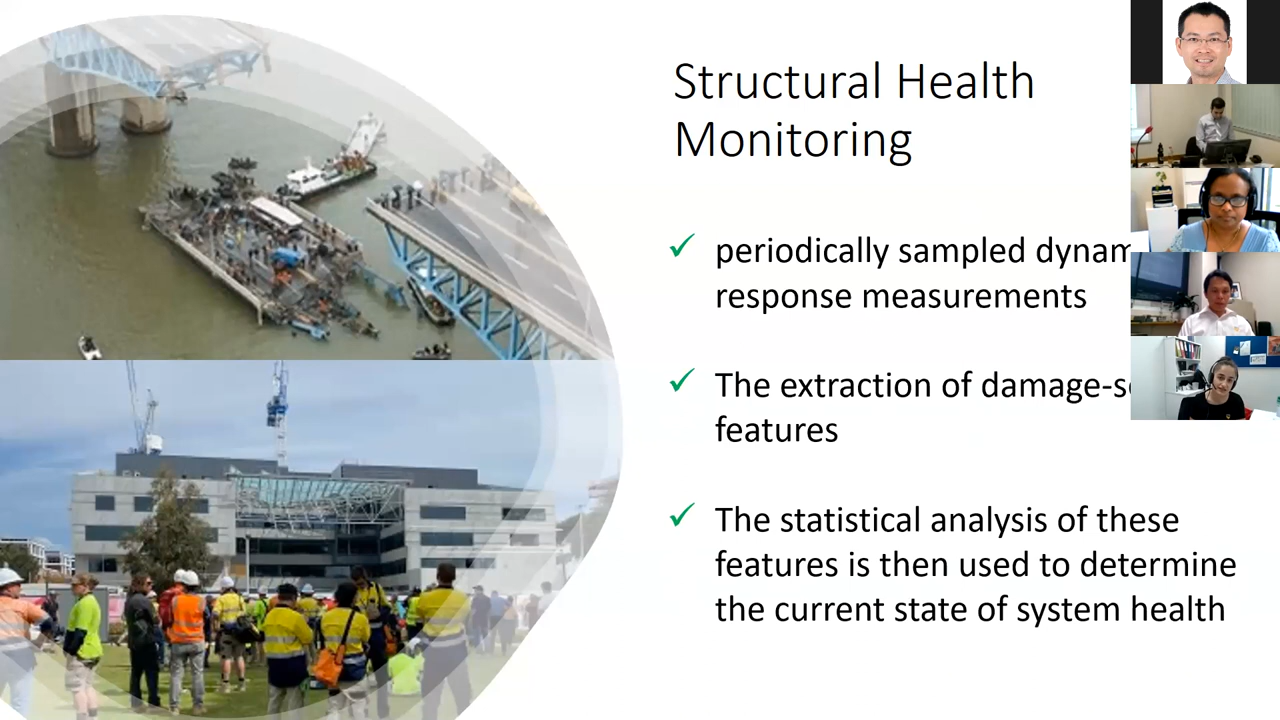 Structural Health
Monitoring
periodically sampled dynam
response measurements
The extraction of damage-s
features
The statistical analysis of these
features is then used to determine
the current state of system health